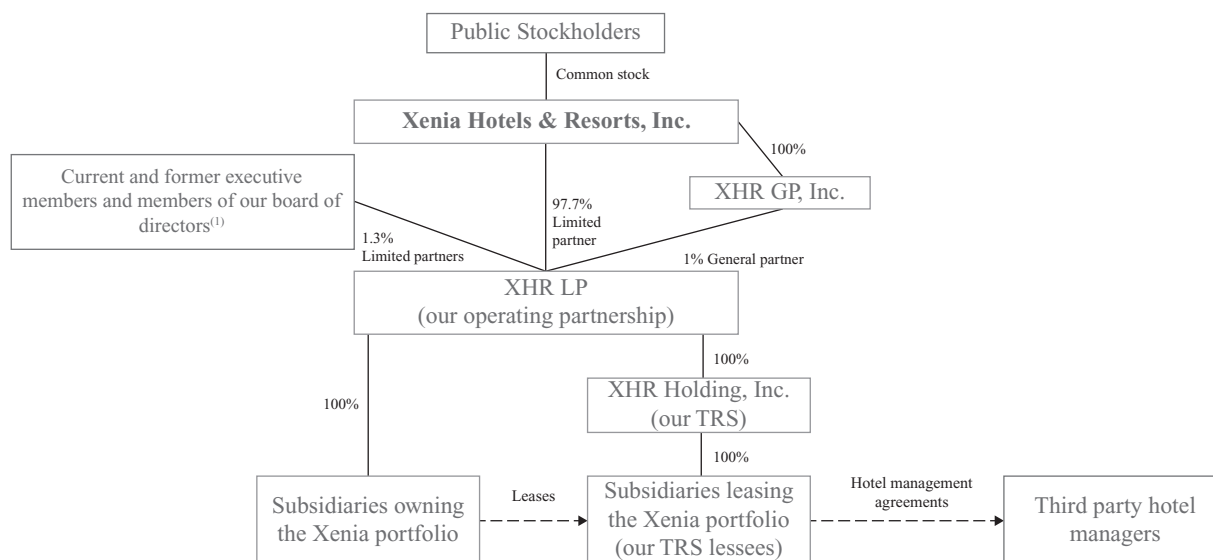 Public Stockholders
Common stock
Xenia Hotels & Resorts, Inc.
100%
Current and former executive
members and members of our board of
directors(1)
XHR GP, Inc.
97.7%
Limited
partner
1.3%
Limited partners
1% General partner
XHR LP
(our operating partnership)
100%
100%
XHR Holding, Inc.
(our TRS)
100%
Subsidiaries owning
the Xenia portfolio
Leases
Subsidiaries leasing
the Xenia portfolio
(our TRS lessees)
Hotel management
agreements
Third party hotel
managers